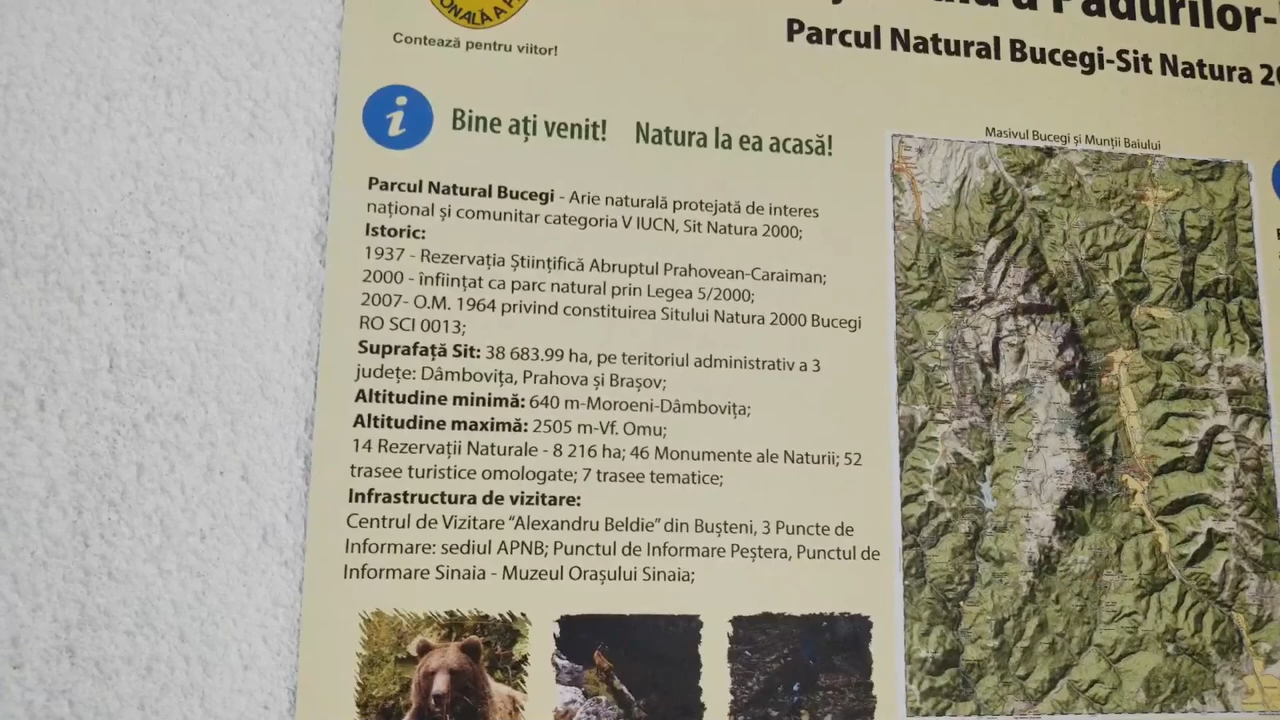 ONALĂ A P
Contează pentru viitor!
Pădurilor-
Parcul Natural Bucegi-Sit Natura 20
Bine ați venit! Natura la ea acasă!
Masivul Bucegi și Munții Baiului
Parcul Natural Bucegi - Arie naturală protejată de interes
național și comunitar categoria V IUCN, Sit Natura 2000;
Istoric:
1937 - Rezervația Științifică Abruptul Prahovean-Caraiman;
2000 - înființat ca parc natural prin Legea 5/2000;
2007- O.M. 1964 privind constituirea Sitului Natura 2000 Bucegi
RO SCI 0013;
Suprafață Sit: 38 683.99 ha, pe teritoriul administrativ a 3
județe: Dâmbovița, Prahova și Brașov;
Altitudine minimă: 640 m-Moroeni-Dâmbovița;
Altitudine maximă: 2505 m-Vf. Omu;
14 Rezervații Naturale - 8 216 ha; 46 Monumente ale Naturii; 52
trasee turistice omologate; 7 trasee tematice;
Infrastructura de vizitare:
Centrul de Vizitare “Alexandru Beldie” din Bușteni, 3 Puncte de
Informare: sediul APNB; Punctul de Informare Peștera, Punctul de
Informare Sinaia - Muzeul Orașului Sinaia;